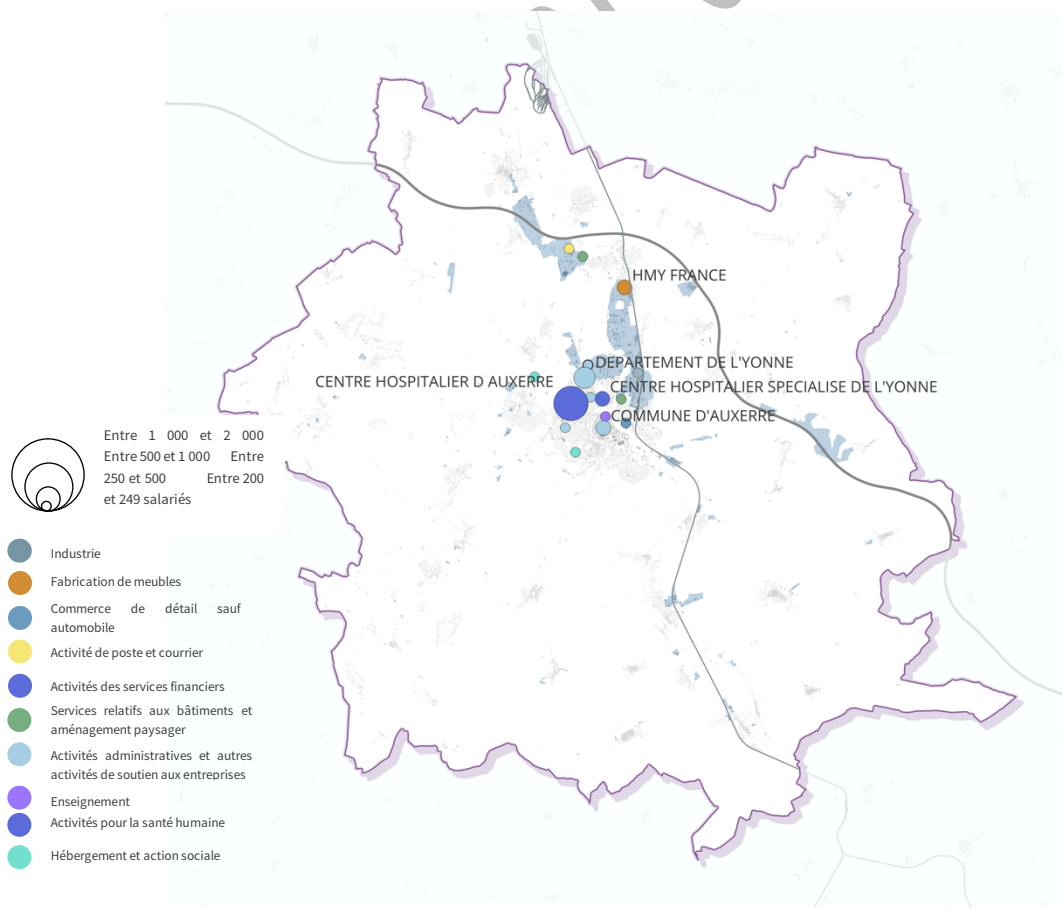 HMY FRANCE
DEPARTEMENT DE L'YONNE
CENTRE HOSPITALIER D AUXERRE
CENTRE HOSPITALIER SPECIALISE DE L'YONNE
COMMUNE D'AUXERRE
Entre 1 000 et 2 000
Entre 500 et 1 000 Entre
250 et 500 Entre 200
et 249 salariés
Industrie
Fabrication de meubles
Commerce de détail sauf
automobile
Activité de poste et courrier
Activités des services financiers
Services relatifs aux bâtiments et
aménagement paysager
Activités administratives et autres
activités de soutien aux entreprises
Enseignement
Activités pour la santé humaine
Hébergement et action sociale